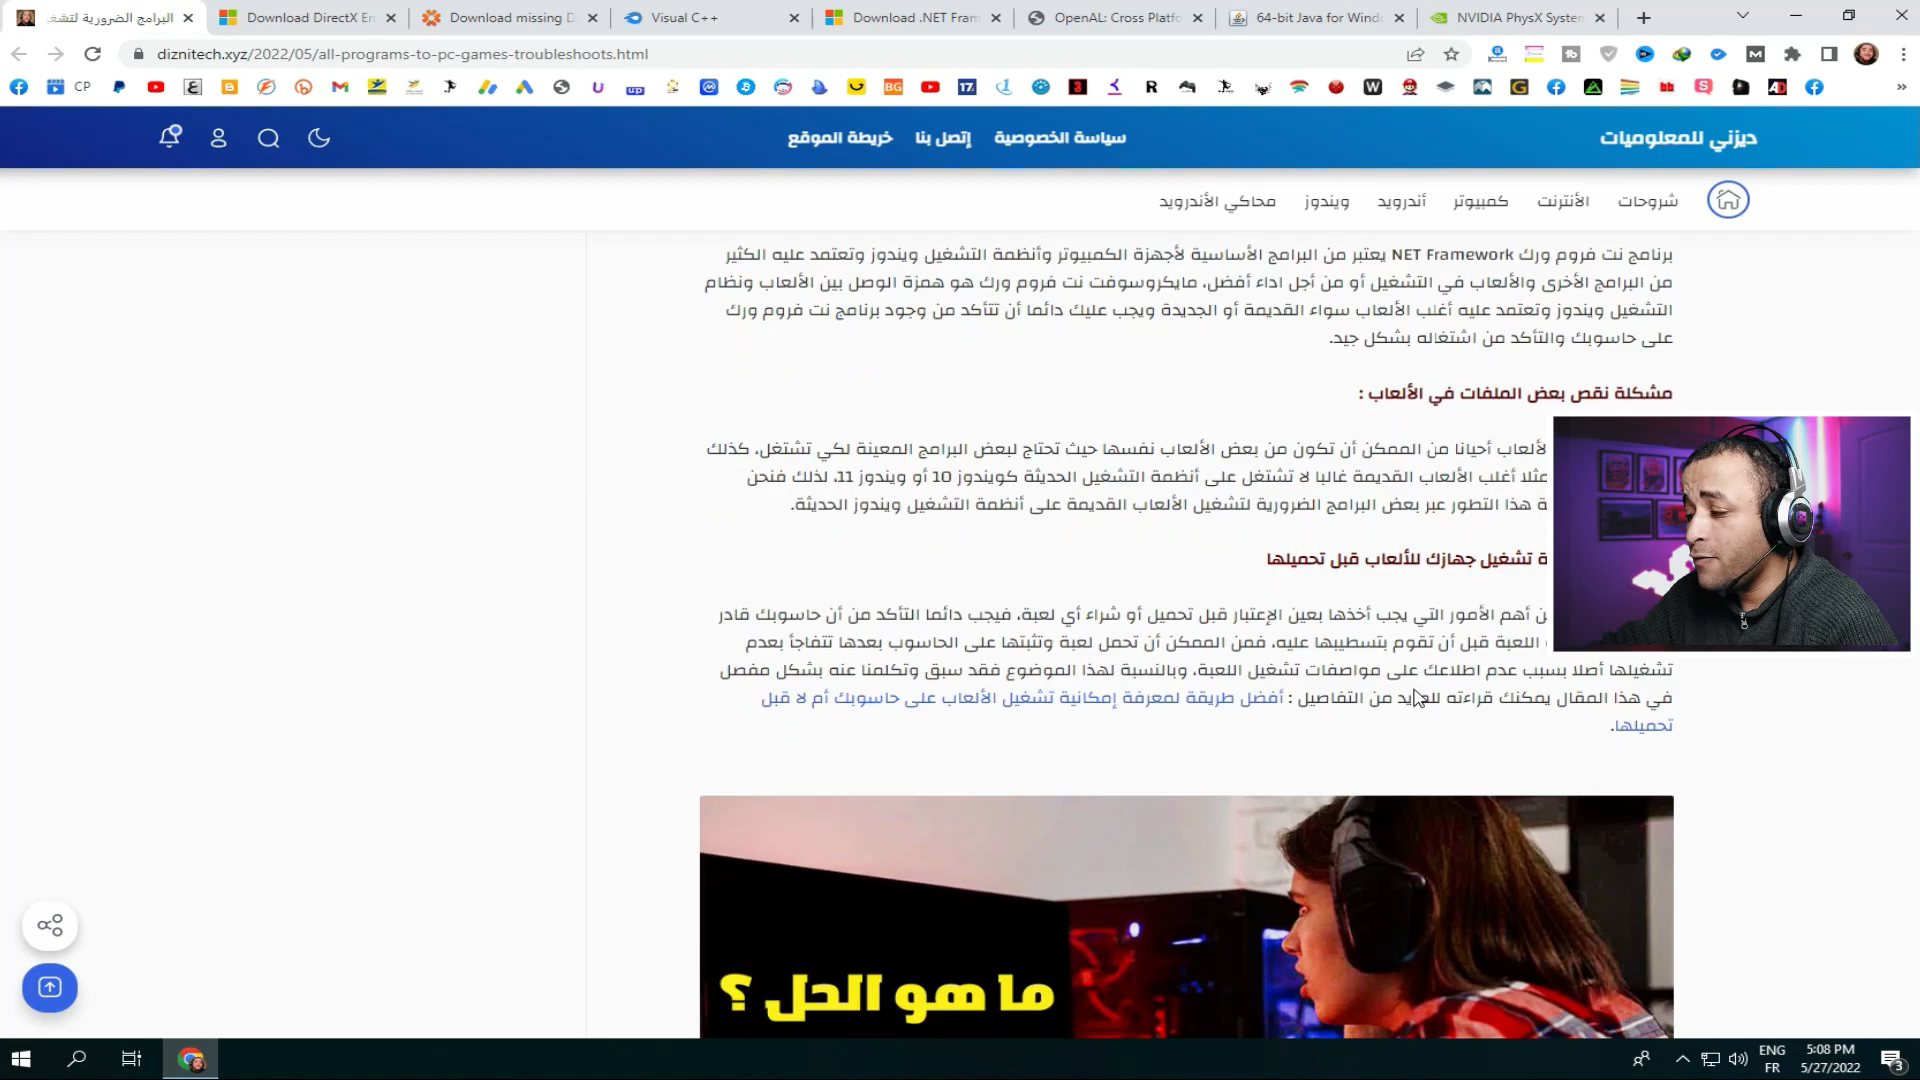 البرامج الضرورية لتشغ
Download DirectX En
Download missing D
Visual C++
Download .NET Fram
OpenAL: Cross Platfo
64-bit Java for Wind
NVIDIA PhysX System
diznitech.xyz/2022/05/all-programs-to-pc-games-troubleshoots.html
CP
ديزني للمعلوميات
سياسة الخصوصية
إتصل بنا
خريطة الموقع
شروحات
الأنترنت
كمبيوتر
أندرويد
ويندوز
محاكي الأندرويد
برنامج نت فروم ورك NET Framework يعتبر من البرامج الأساسية لأجهزة الكمبيوتر وأنظمة التشغيل ويندوز وتعتمد عليه الكثير
من البرامج الأخرى والألعاب في التشغيل أو من أجل اداء أفضل، مايكروسوفت نت فروم ورك هو همزة الوصل بين الألعاب ونظام
التشغيل ويندوز وتعتمد عليه أغلب الألعاب سواء القديمة أو الجديدة ويجب عليك دائما أن تتأكد من وجود برنامج نت فروم ورك
على حاسوبك والتأكد من اشتغاله بشكل جيد.
مشكلة نقص بعض الملفات في الألعاب :
لألعاب أحيانا من الممكن أن تكون من بعض الألعاب نفسها حيث تحتاج لبعض البرامج المعينة لكي تشتغل، كذلك
مثلا أغلب الألعاب القديمة غالبا لا تشتغل على أنظمة التشغيل الحديثة كويندوز 10 أو ويندوز 11، لذلك فنحن
ة هذا التطور عبر بعض البرامج الضرورية لتشغيل الألعاب القديمة على أنظمة التشغيل ويندوز الحديثة.
ة تشغيل جهازك للألعاب قبل تحميلها
ن أهم الأمور التي يجب أخذها بعين الإعتبار قبل تحميل أو شراء أي لعبة، فيجب دائما التأكد من أن حاسوبك قادر
اللعبة قبل أن تقوم بتسطيبها عليه، فمن الممكن أن تحمل لعبة وتثبتها على الحاسوب بعدها تتفاجأ بعدم
تشغيلها أصلا بسبب عدم اطلاعك على مواصفات تشغيل اللعبة، وبالنسبة لهذا الموضوع فقد سبق وتكلمنا عنه بشكل مفصل
في هذا المقال يمكنك قراءته للمزيد من التفاصيل : أفضل طريقة لمعرفة إمكانية تشغيل الألعاب على حاسوبك أم لا قبل
تحميلها.
ما هو الحل ؟
ENG
FR
5:08 PM
5/27/2022
3